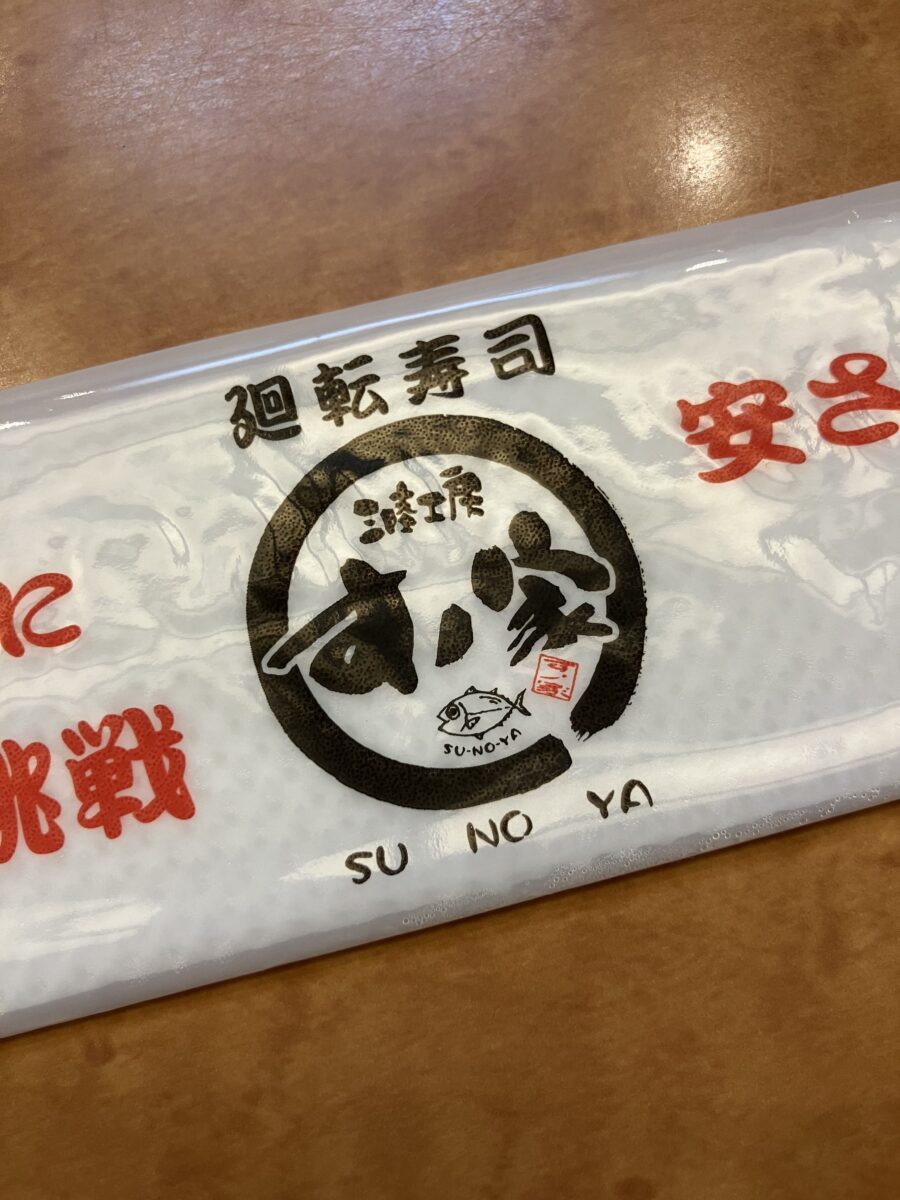 廻転寿司
三陸工房
す ノ 家
SU-NO-YA
SU NO YA
に
挑戦
安さ